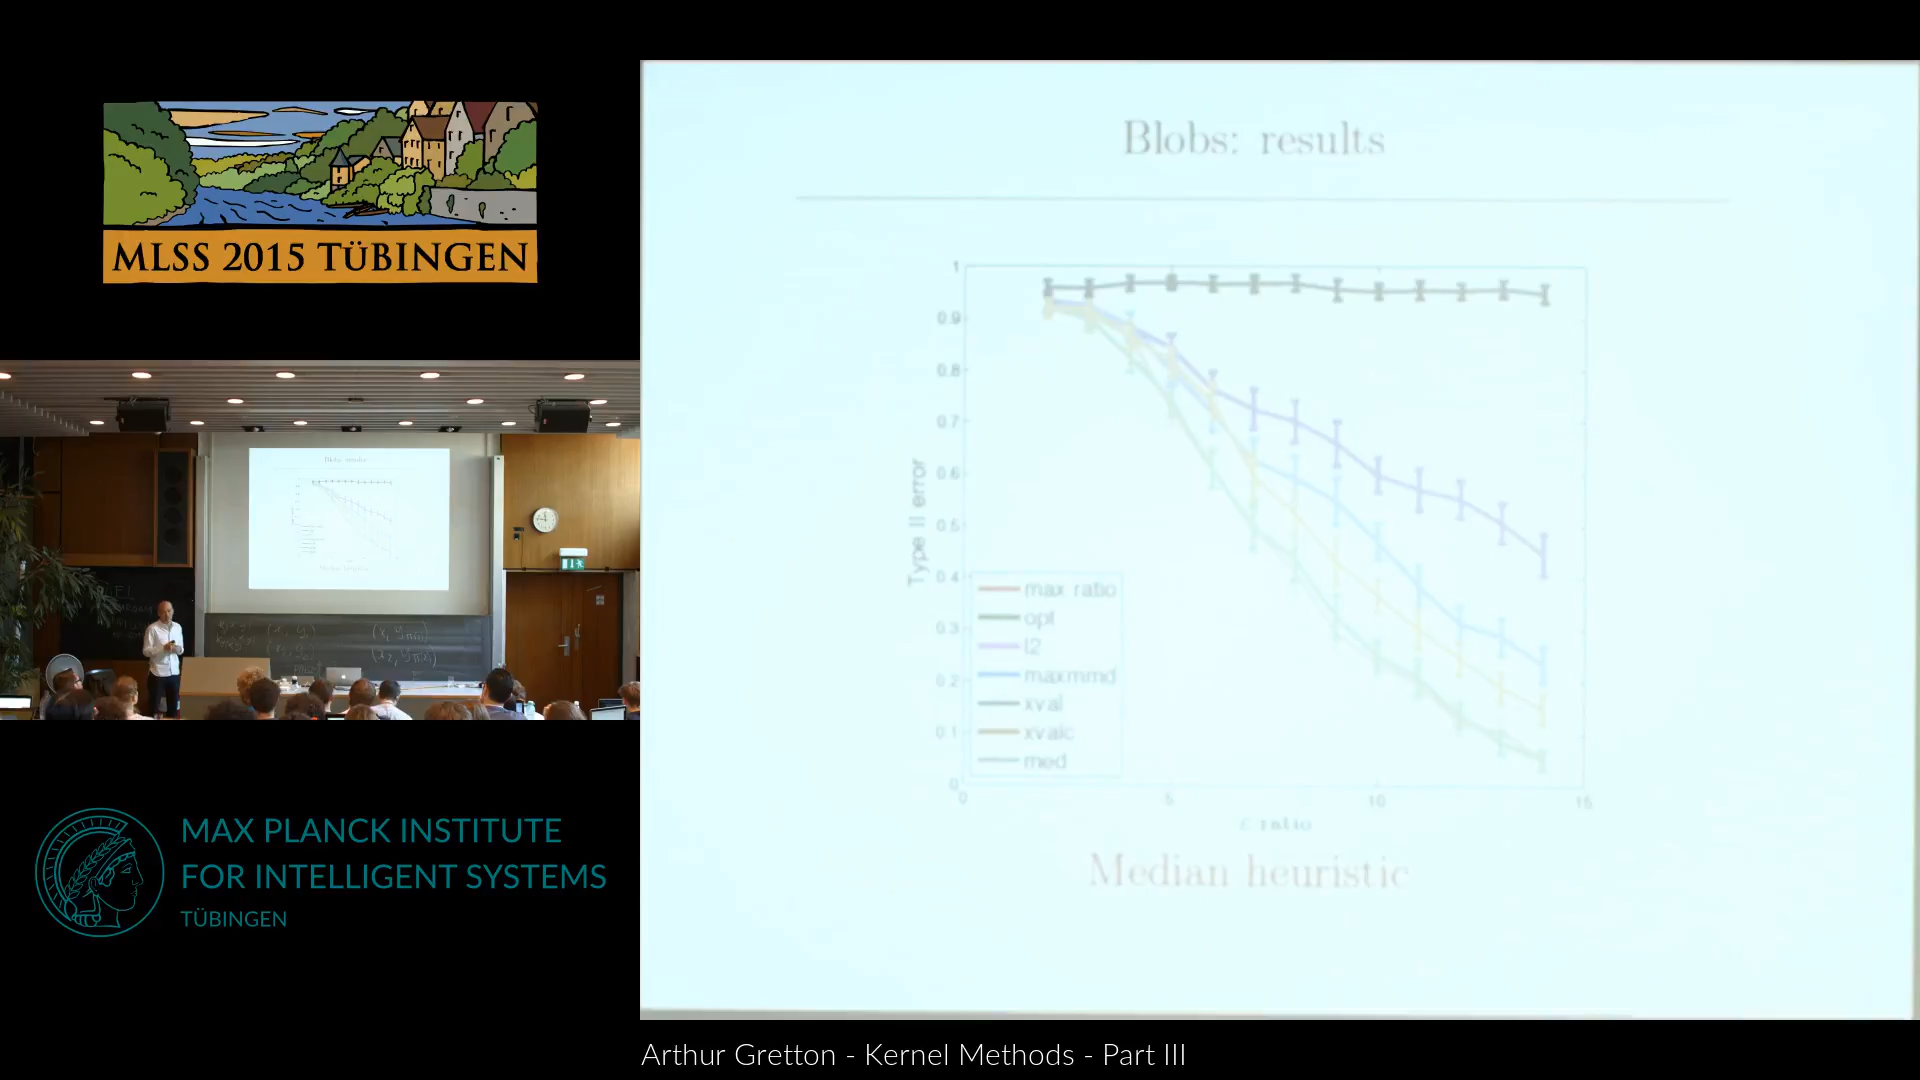 MLSS 2015 TÜBINGEN
MAX PLANCK INSTITUTE
FOR INTELLIGENT SYSTEMS
TÜBINGEN
Blobs: results
1
0.9
0.8
0.7
0.6
0.5
0.4
0.3
0.2
0.1
0
Type II error
max ratio
opt
l2
maxmmd
xval
xvalc
med
0
5
10
15
ε ratio
Median heuristic
Arthur Gretton - Kernel Methods - Part III